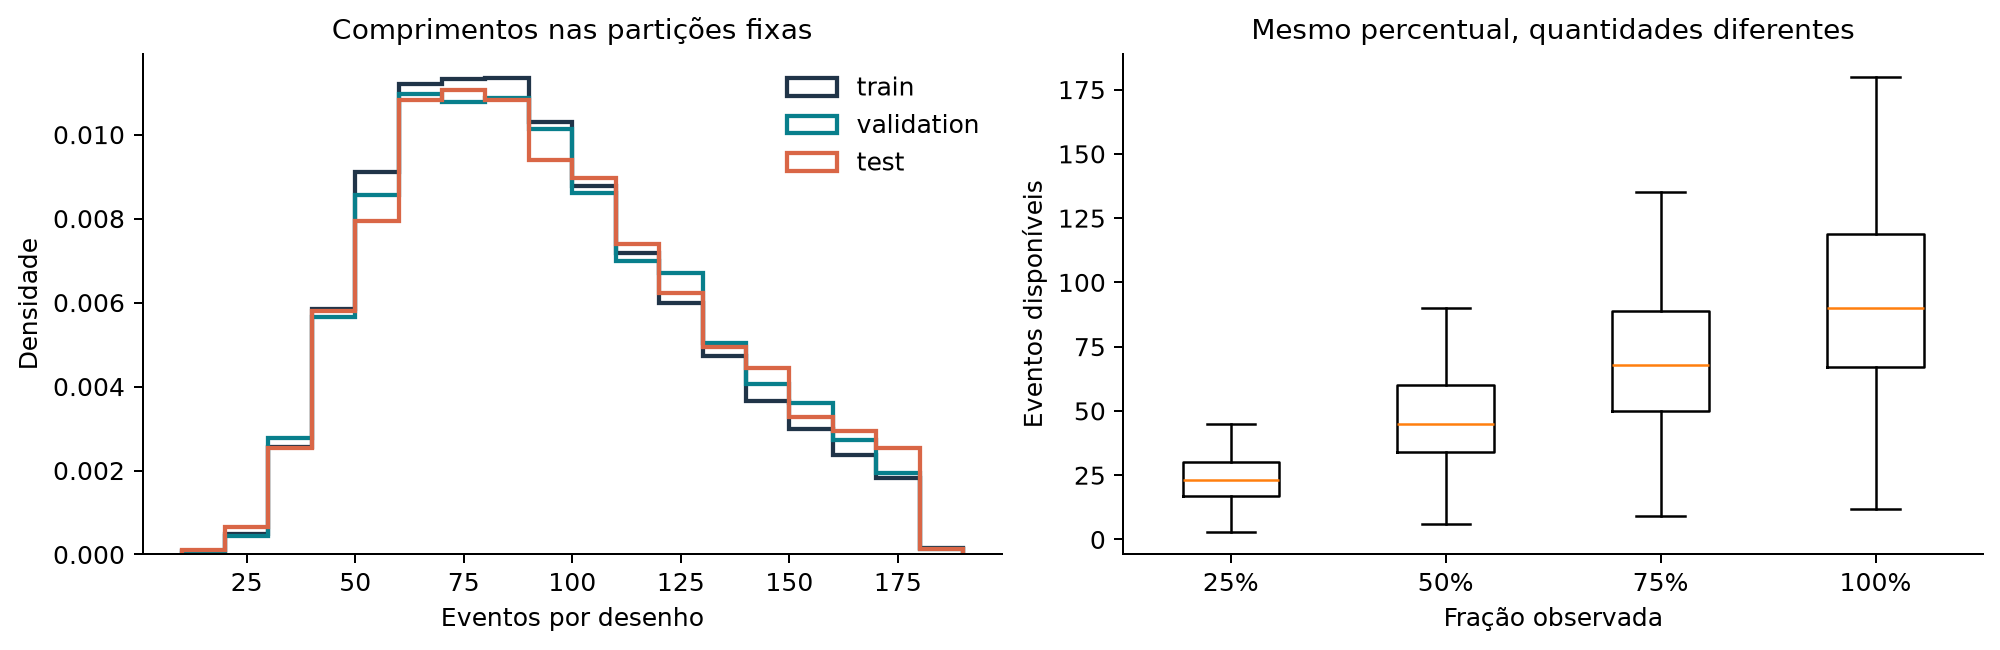 Comprimentos nas partições fixas
train
validation
test
0.010
0.008
0.006
0.004
0.002
0.000
Densidade
25
50
75
100
125
150
175
Eventos por desenho
Mesmo percentual, quantidades diferentes
175
150
125
100
75
50
25
0
Eventos disponíveis
25%
50%
75%
100%
Fração observada